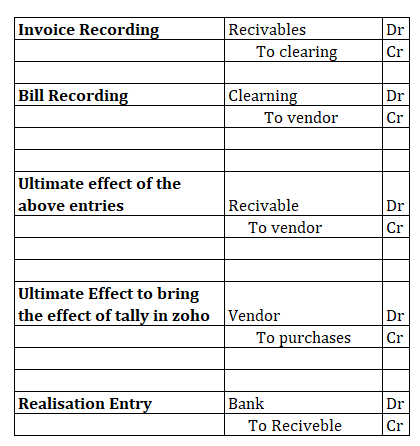 Invoice Recording Recivables Dr
To clearing Cr
Bill Recording Clearning Dr
To vendor Cr
Ultimate effect of the
above entries Recivable Dr
To vendor Cr
Ultimate Effect to bring
the effect of tally in zoho Vendor Dr
To purchases Cr
Realisation Entry Bank Dr
To Reciveble Cr